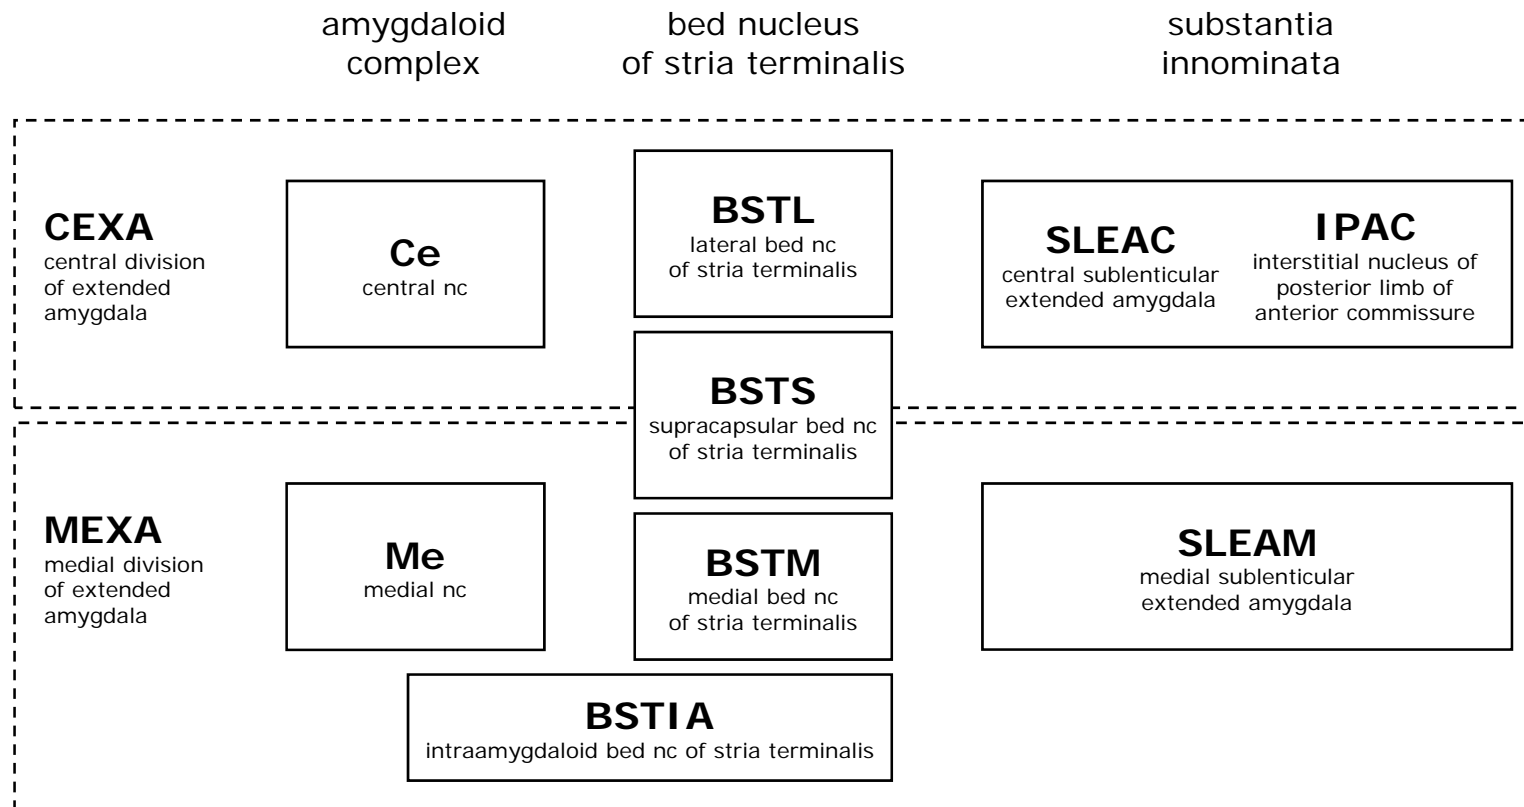 amygdaloid
complex
bed nucleus
of stria terminalis
substantia
innominata
CEXA
central division
of extended
amygdala
Ce
central nc
BSTL
lateral bed nc
of stria terminalis
SLEAC
central sublenticular
extended amygdala
IPAC
interstitial nucleus of
posterior limb of
anterior commissure
BSTS
supracapsular bed nc
of stria terminalis
MEXA
medial division
of extended
amygdala
Me
medial nc
BSTM
medial bed nc
of stria terminalis
SLEAM
medial sublenticular
extended amygdala
BSTIA
intraamygdaloid bed nc of stria terminalis